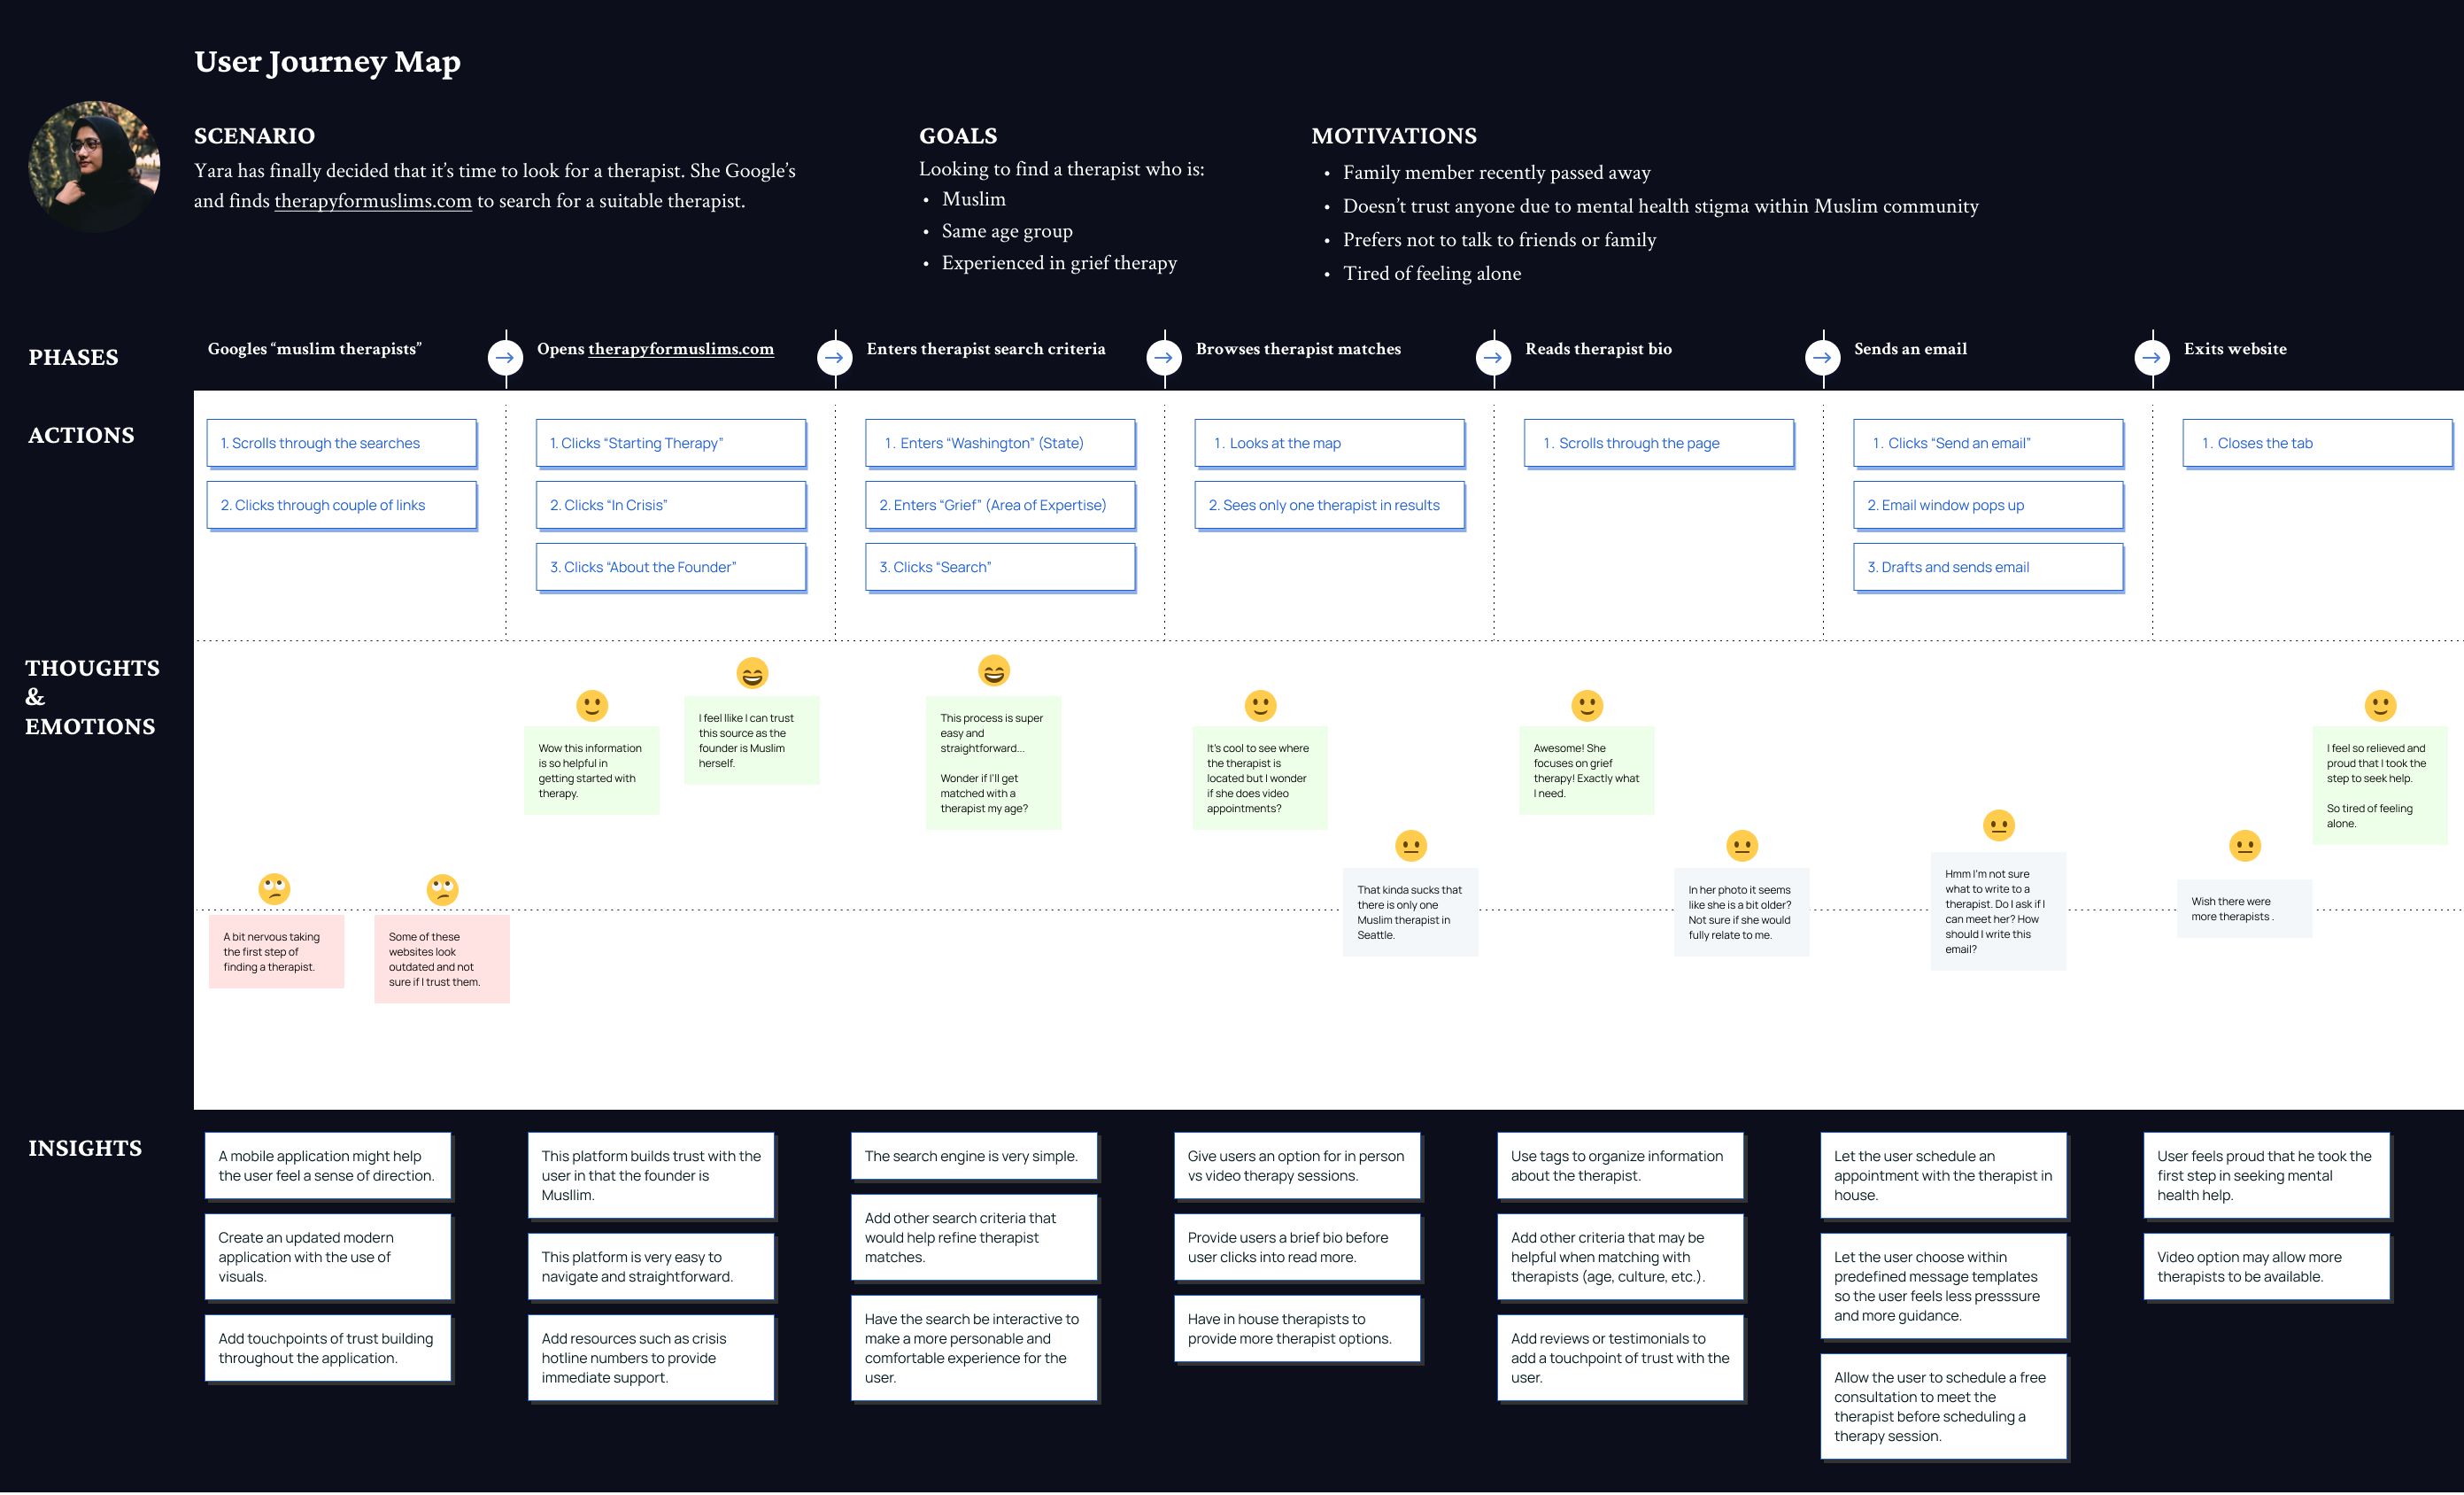 User Journey Map
SCENARIO
Yara has finally decided that it’s time to look for a therapist. She Google’s
and finds therapyformuslims.com to search for a suitable therapist.
GOALS
Looking to find a therapist who is:
• Muslim
• Same age group
• Experienced in grief therapy
MOTIVATIONS
• Family member recently passed away
• Doesn’t trust anyone due to mental health stigma within Muslim community
• Prefers not to talk to friends or family
• Tired of feeling alone
PHASES
Googles “muslim therapists”
Opens therapyformuslims.com
Enters therapist search criteria
Browses therapist matches
Reads therapist bio
Sends an email
Exits website
ACTIONS
1. Scrolls through the searches
2. Clicks through couple of links
1. Clicks “Starting Therapy”
2. Clicks “In Crisis”
3. Clicks “About the Founder”
1. Enters “Washington” (State)
2. Enters “Grief” (Area of Expertise)
3. Clicks “Search”
1. Looks at the map
2. Sees only one therapist in results
1. Scrolls through the page
1. Clicks “Send an email”
2. Email window pops up
3. Drafts and sends email
1. Closes the tab
THOUGHTS
&
EMOTIONS
A bit nervous taking
the first step of
finding a therapist.
Some of these
websites look
outdated and not
sure if I trust them.
Wow this information
is so helpful in
getting started with
therapy.
I feel llike I can trust
this source as the
founder is Muslim
herself.
This process is super
easy and
straightforward...
Wonder if I’ll get
matched with a
therapist my age?
It’s cool to see where
the therapist is
located but I wonder
if she does video
appointments?
That kinda sucks that
there is only one
Muslim therapist in
Seattle.
Awesome! She
focuses on grief
therapy! Exactly what
I need.
In her photo it seems
like she is a bit older?
Not sure if she would
fully relate to me.
Hmm I’m not sure
what to write to a
therapist. Do I ask if I
can meet her? How
should I write this
email?
Wish there were
more therapists .
I feel so relieved and
proud that I took the
step to seek help.
So tired of feeling
alone.
INSIGHTS
A mobile application might help
the user feel a sense of direction.
Create an updated modern
application with the use of
visuals.
Add touchpoints of trust building
throughout the application.
This platform builds trust with the
user in that the founder is
Musllim.
This platform is very easy to
navigate and straightforward.
Add resources such as crisis
hotline numbers to provide
immediate support.
The search engine is very simple.
Add other search criteria that
would help refine therapist
matches.
Have the search be interactive to
make a more personable and
comfortable experience for the
user.
Give users an option for in person
vs video therapy sessions.
Provide users a brief bio before
user clicks into read more.
Have in house therapists to
provide more therapist options.
Use tags to organize information
about the therapist.
Add other criteria that may be
helpful when matching with
therapists (age, culture, etc.).
Add reviews or testimonials to
add a touchpoint of trust with the
user.
Let the user schedule an
appointment with the therapist in
house.
Let the user choose within
predefined message templates
so the user feels less presssure
and more guidance.
Allow the user to schedule a free
consultation to meet the
therapist before scheduling a
therapy session.
User feels proud that he took the
first step in seeking mental
health help.
Video option may allow more
therapists to be available.